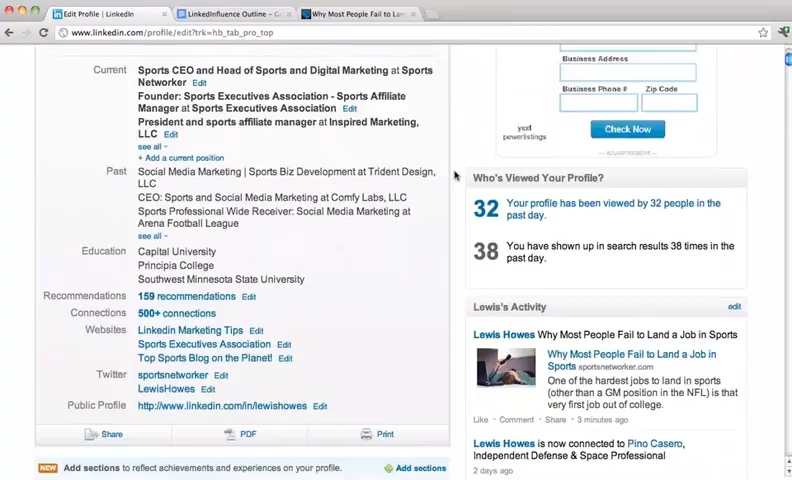 Edit Profile | LinkedIn
LinkedInfluence Outline - G
Why Most People Fail to Lan
www.linkedin.com/profile/edit?trk=hb_tab_pro_top
Current
Sports CEO and Head of Sports and Digital Marketing at Sports
Networker Edit
Founder: Sports Executives Association - Sports Affiliate
Manager at Sports Executives Association Edit
President and sports affiliate manager at Inspired Marketing,
LLC Edit
see all
+ Add a current position
Past
Social Media Marketing | Sports Biz Development at Trident Design,
LLC
CEO: Sports and Social Media Marketing at Comfy Labs, LLC
Sports Professional Wide Receiver: Social Media Marketing at
Arena Football League
see all
Education
Capital University
Principia College
Southwest Minnesota State University
Recommendations
159 recommendations Edit
Connections
500+ connections
Websites
Linkedin Marketing Tips Edit
Sports Executives Association Edit
Top Sports Blog on the Planet! Edit
Twitter
sportsnetworker Edit
LewisHowes Edit
Public Profile
http://www.linkedin.com/in/lewishowes Edit
Share
PDF
Print
NEW Add sections to reflect achievements and experiences on your profile.
Add sections
Business Address
Business Phone #
Zip Code
yext
powerlistings
Check Now
ADVERTISEMENT
Who's Viewed Your Profile?
32
Your profile has been viewed by 32 people in the
past day.
38
You have shown up in search results 38 times in the
past day.
Lewis's Activity
edit
Lewis Howes Why Most People Fail to Land a Job in Sports
Why Most People Fail to Land a Job in
Sports sportsnetworker.com
One of the hardest jobs to land in sports
(other than a GM position in the NFL) is that
very first job out of college.
Like · Comment · Share · 3 minutes ago
Lewis Howes is now connected to Pino Casero,
Independent Defense & Space Professional
2 days ago